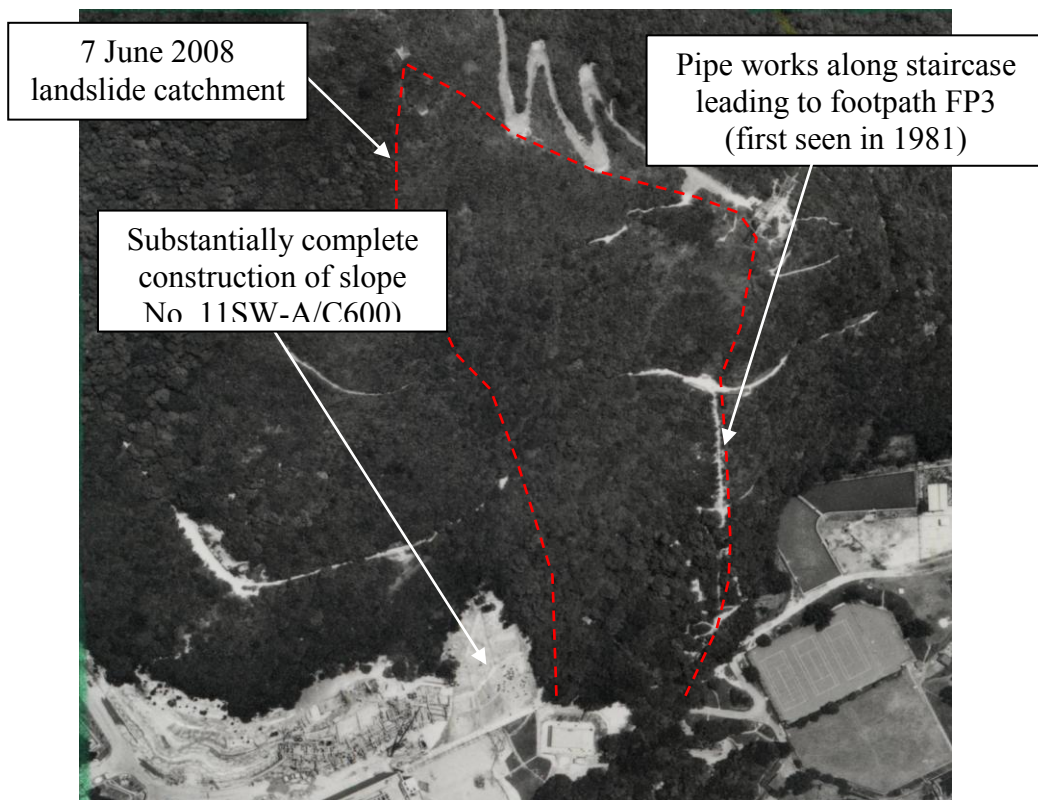 7 June 2008
landslide catchment
Pipe works along staircase
leading to footpath FP3
(first seen in 1981)
Substantially complete
construction of slope
No. 11SW-A/C600)